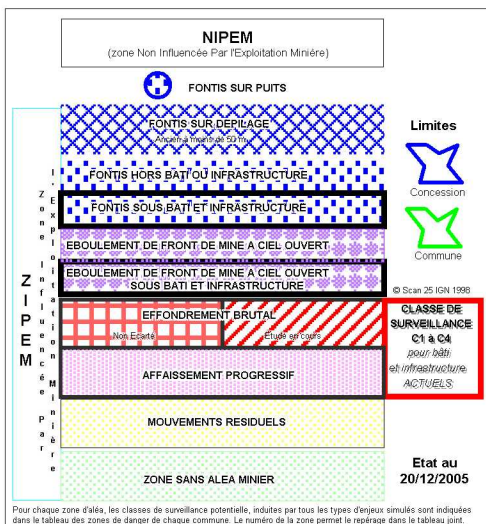 NIPEM
(zone Non Influencée Par l'Exploitation Minière)
FONTIS SUR PUITS
FONTIS SUR DEPILAGE
Ancien à moins de 50 m
FONTIS HORS BATI OU INFRASTRUCTURE
FONTIS SOUS BATI ET INFRASTRUCTURE
EBOULEMENT DE FRONT DE MINE A CIEL OUVERT
EBOULEMENT DE FRONT DE MINE A CIEL OUVERT
SOUS BATI ET INFRASTRUCTURE
EFFONDREMENT BRUTAL
Non Ecarté
Etude en cours
AFFAISSEMENT PROGRESSIF
MOUVEMENTS RESIDUELS
ZONE SANS ALEA MINIER
ZIPEM
Zone Influencée Par
l'Exploitation Minière
Limites
Concession
Commune
© Scan 25 IGN 1998
CLASSE DE
SURVEILLANCE
C1 à C4
pour bâti
et infrastructure
ACTUELS
Etat au
20/12/2005
Pour chaque zone d'aléa, les classes de surveillance potentielle, induites par tous les types d'enjeux simulés sont indiquées
dans le tableau des zones de danger de chaque commune. Le numéro de la zone permet le repérage dans le tableau joint.